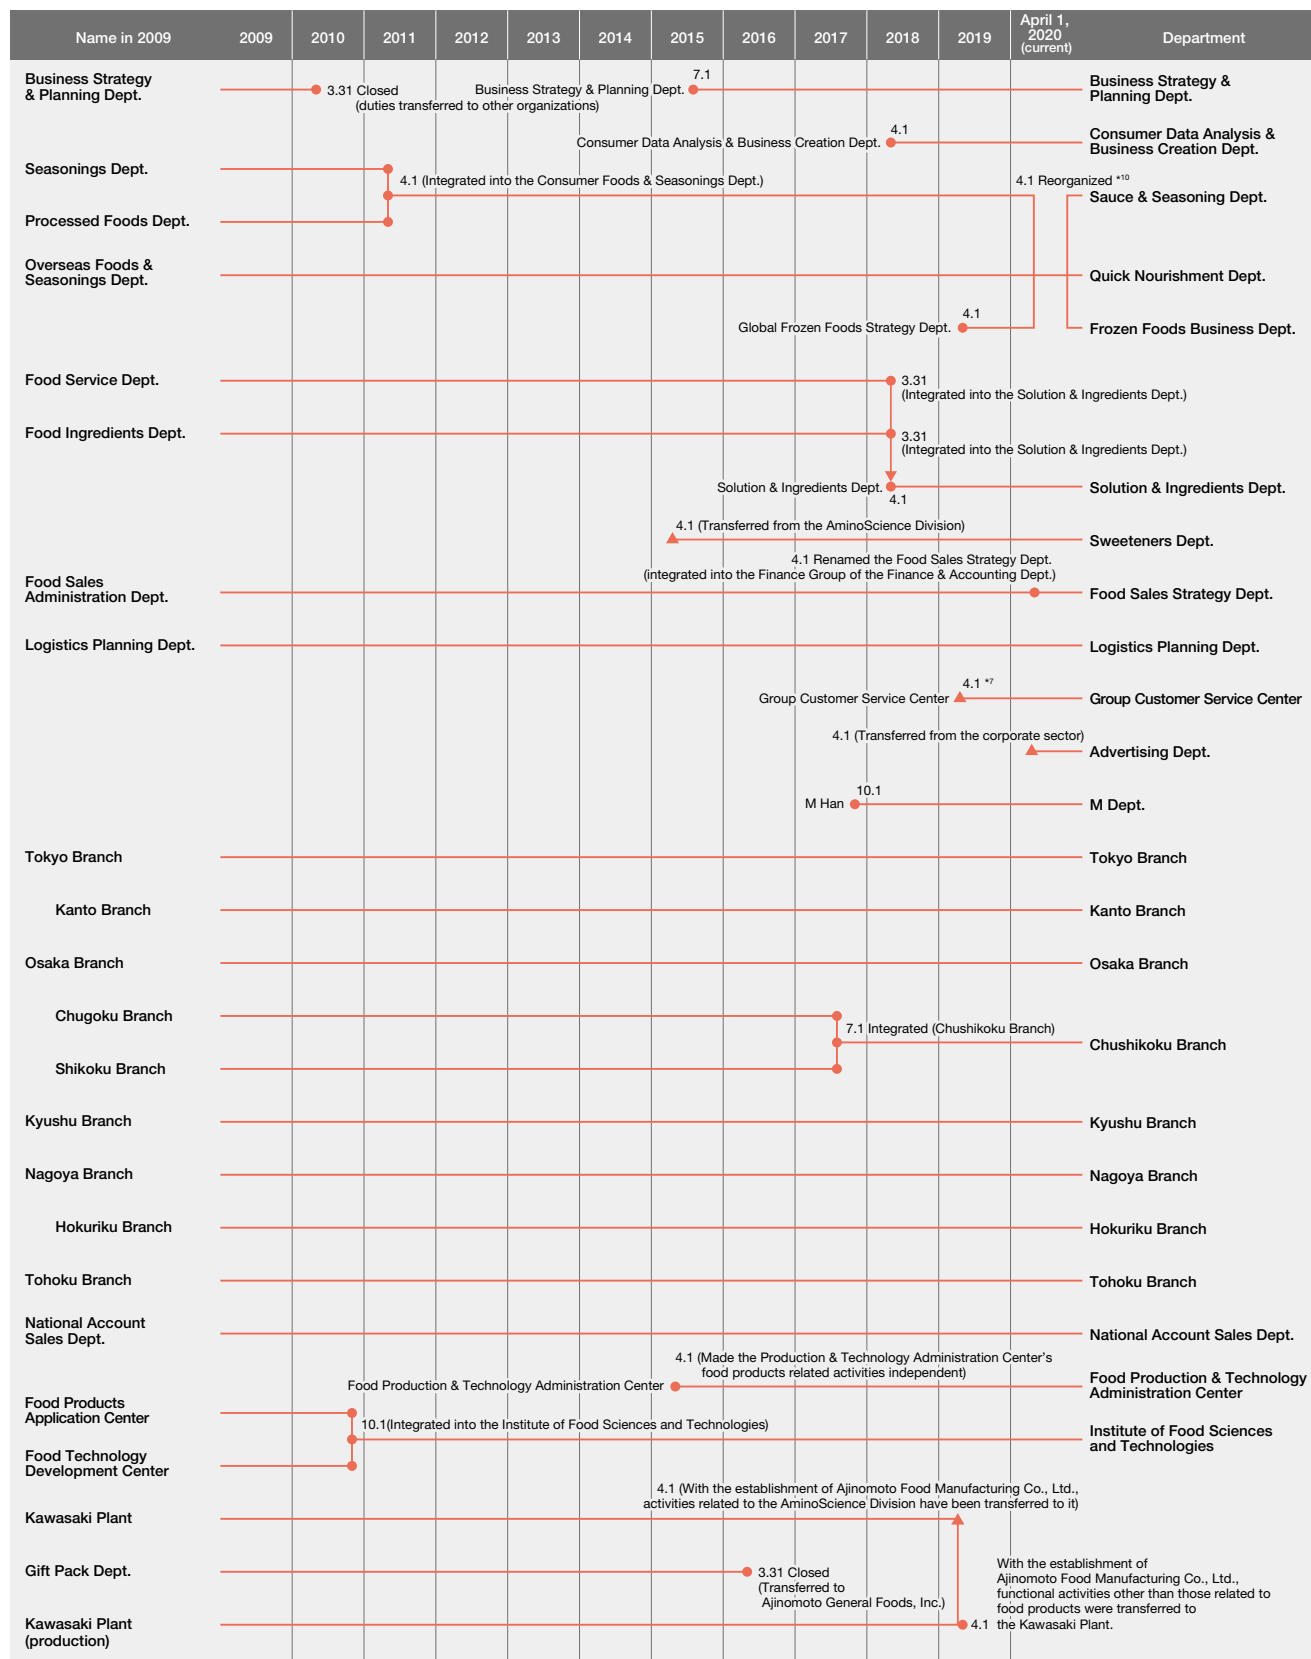 Name in 2009
2009
2010
2011
2012
2013
2014
2015
2016
2017
2018
2019
April 1,
2020
(current)
Department
Business Strategy
& Planning Dept.
3.31 Closed
(duties transferred to other organizations)
Business Strategy & Planning Dept.
7.1
Business Strategy &
Planning Dept.
Consumer Data Analysis & Business Creation Dept.
4.1
Consumer Data Analysis &
Business Creation Dept.
Seasonings Dept.
4.1 (Integrated into the Consumer Foods & Seasonings Dept.)
4.1 Reorganized *10
Sauce & Seasoning Dept.
Processed Foods Dept.
Overseas Foods &
Seasonings Dept.
Quick Nourishment Dept.
Global Frozen Foods Strategy Dept.
4.1
Frozen Foods Business Dept.
Food Service Dept.
3.31
(Integrated into the Solution & Ingredients Dept.)
Food Ingredients Dept.
3.31
(Integrated into the Solution & Ingredients Dept.)
Solution & Ingredients Dept.
4.1
Solution & Ingredients Dept.
4.1 (Transferred from the AminoScience Division)
Sweeteners Dept.
4.1 Renamed the Food Sales Strategy Dept.
(integrated into the Finance Group of the Finance & Accounting Dept.)
Food Sales
Administration Dept.
Food Sales Strategy Dept.
Logistics Planning Dept.
Logistics Planning Dept.
Group Customer Service Center
4.1 *7
Group Customer Service Center
4.1 (Transferred from the corporate sector)
Advertising Dept.
M Han
10.1
M Dept.
Tokyo Branch
Tokyo Branch
Kanto Branch
Kanto Branch
Osaka Branch
Osaka Branch
Chugoku Branch
7.1 Integrated (Chushikoku Branch)
Chushikoku Branch
Shikoku Branch
Kyushu Branch
Kyushu Branch
Nagoya Branch
Nagoya Branch
Hokuriku Branch
Hokuriku Branch
Tohoku Branch
Tohoku Branch
National Account
Sales Dept.
National Account Sales Dept.
4.1 (Made the Production & Technology Administration Center's
food products related activities independent)
Food Production & Technology Administration Center
Food Production & Technology
Administration Center
Food Products
Application Center
10.1(Integrated into the Institute of Food Sciences and Technologies)
Institute of Food Sciences
and Technologies
Food Technology
Development Center
4.1 (With the establishment of Ajinomoto Food Manufacturing Co., Ltd.,
activities related to the AminoScience Division have been transferred to it)
Kawasaki Plant
Gift Pack Dept.
3.31 Closed
(Transferred to
Ajinomoto General Foods, Inc.)
Kawasaki Plant
(production)
4.1
With the establishment of
Ajinomoto Food Manufacturing Co., Ltd.,
functional activities other than those related to
food products were transferred to
the Kawasaki Plant.